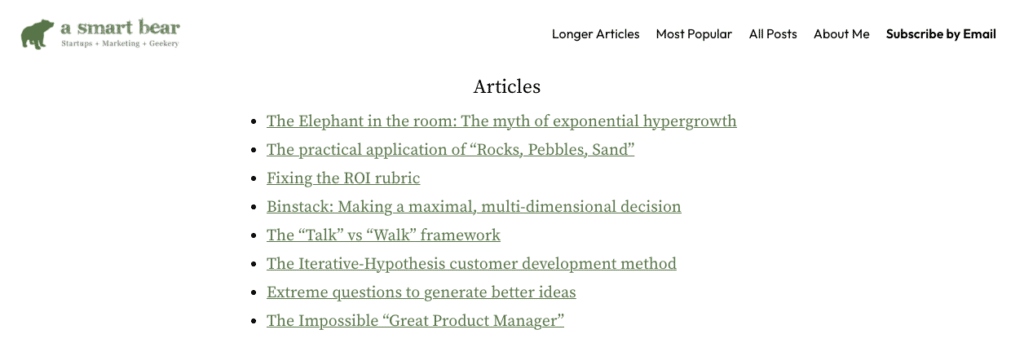 a smart bear
Startups + Marketing + Geekery
Longer Articles Most Popular All Posts About Me Subscribe by Email
Articles
• The Elephant in the room: The myth of exponential hypergrowth
• The practical application of “Rocks, Pebbles, Sand”
• Fixing the ROI rubric
• Binstack: Making a maximal, multi-dimensional decision
• The “Talk” vs “Walk” framework
• The Iterative-Hypothesis customer development method
• Extreme questions to generate better ideas
• The Impossible “Great Product Manager”